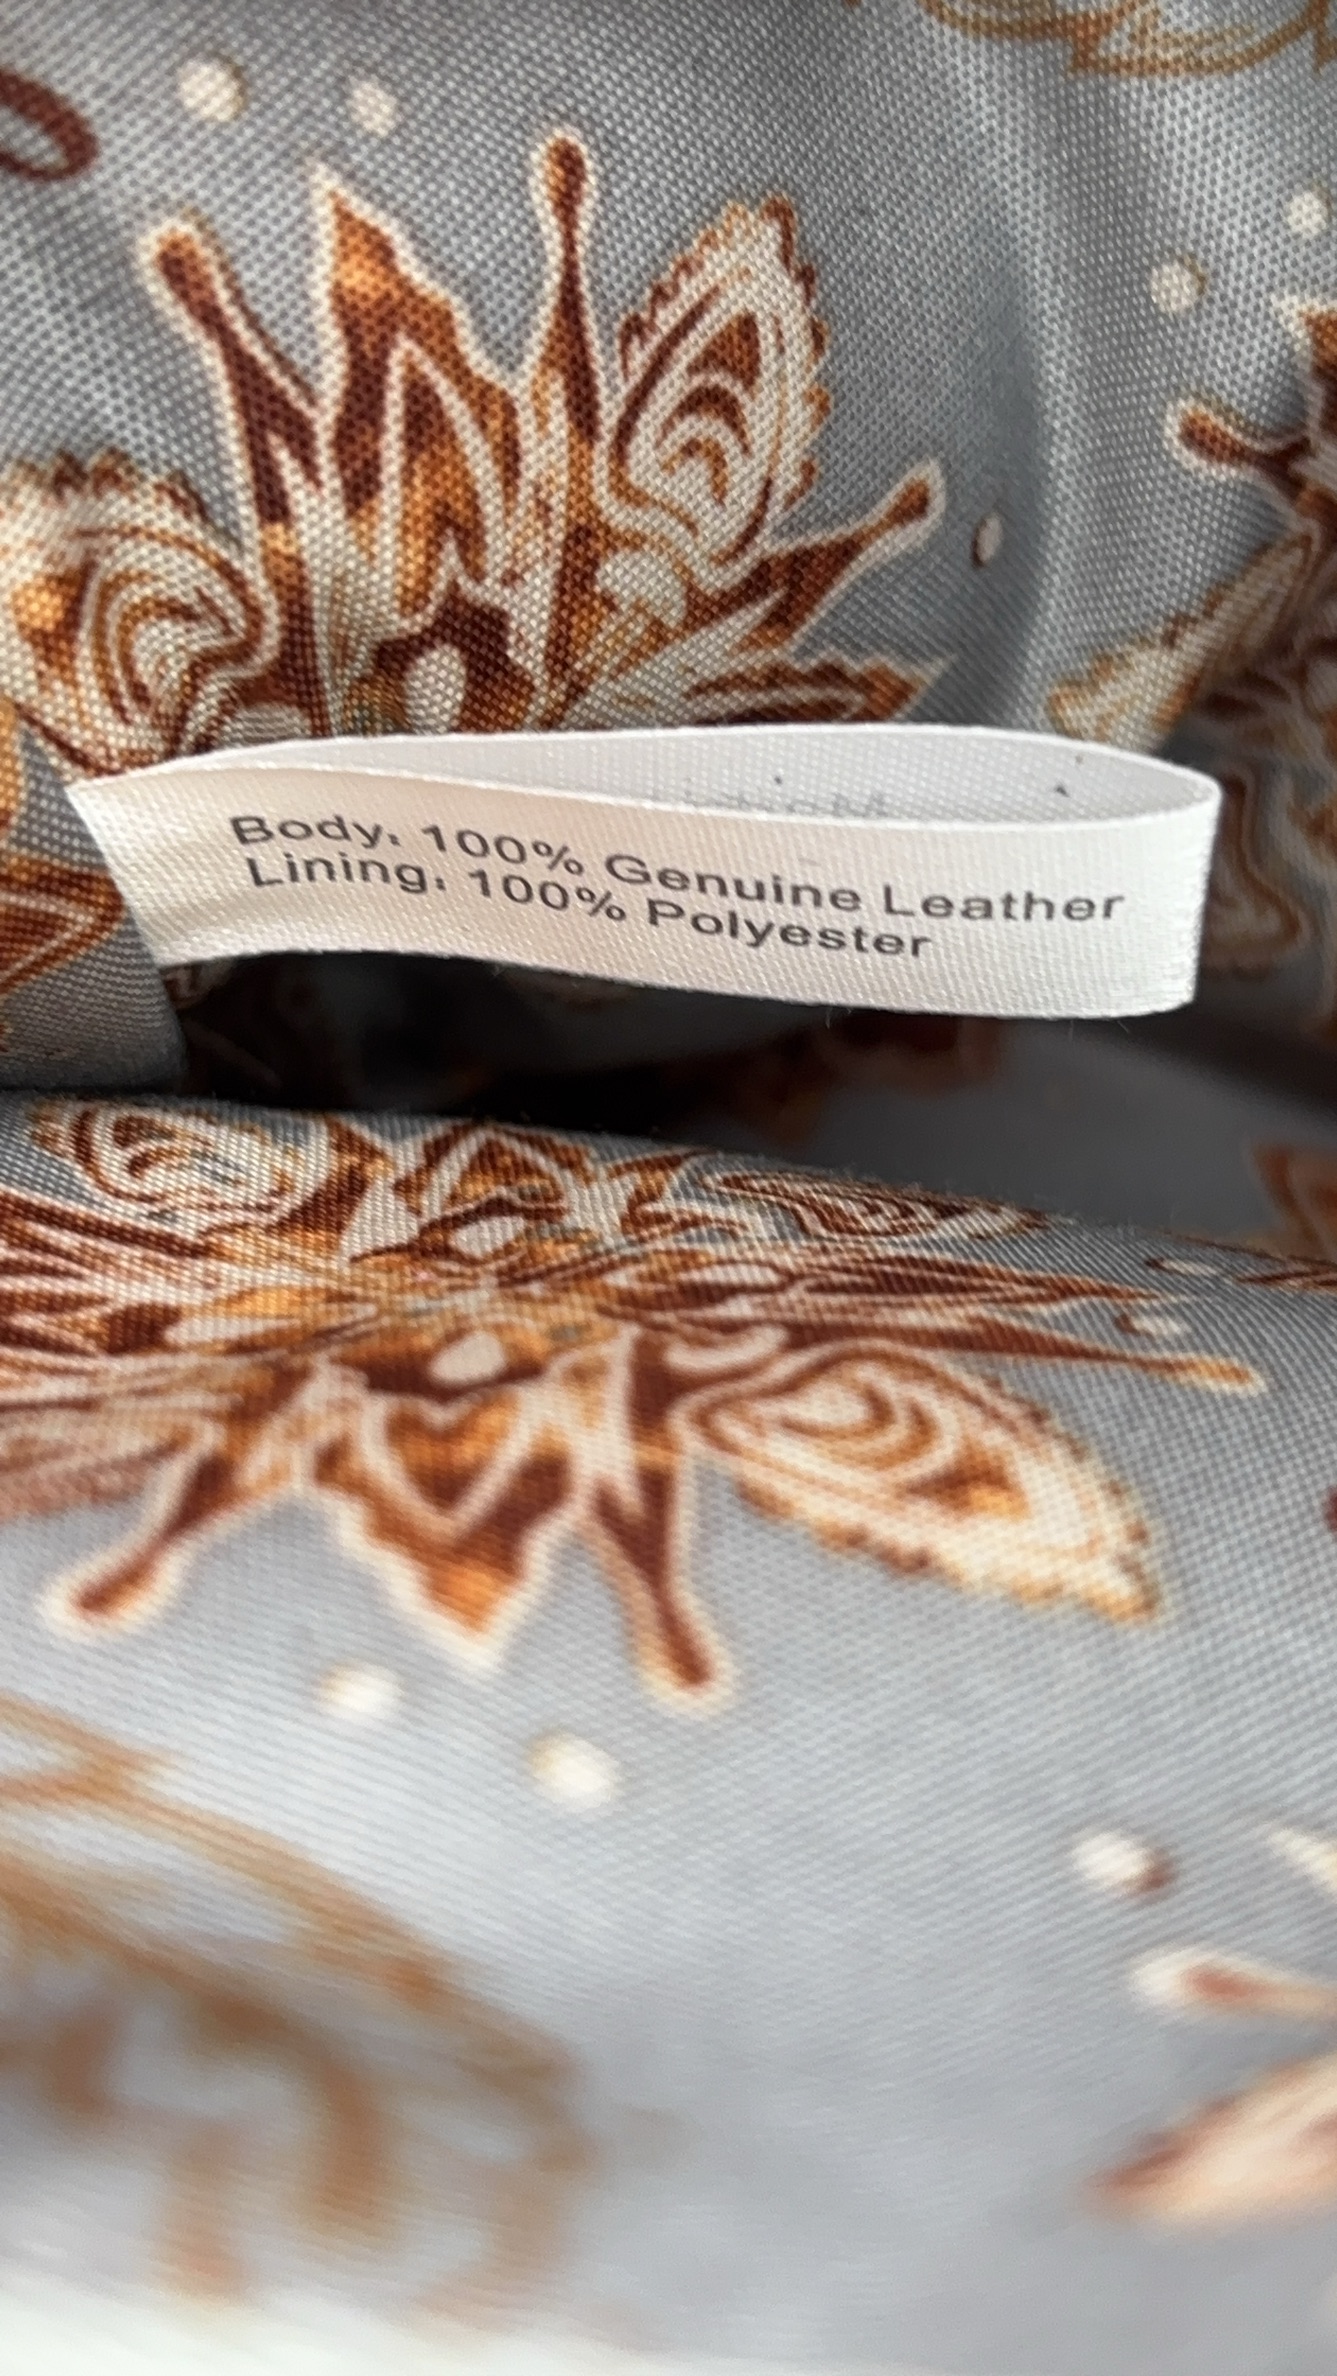 Body: 100% Genuine Leather
Lining: 100% Polyester